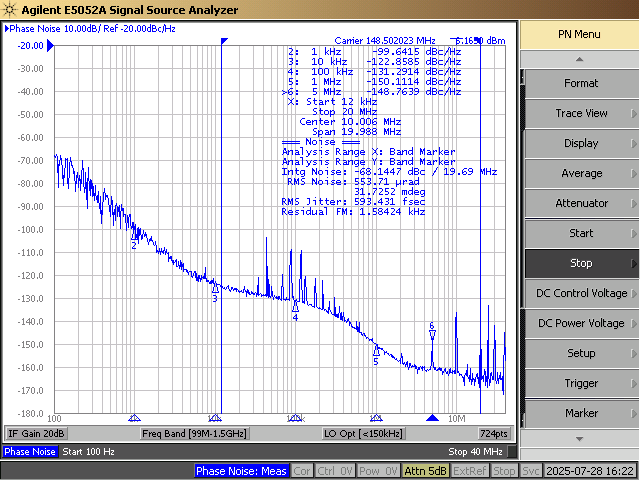 Agilent E5052A Signal Source Analyzer
Phase Noise 10.00dB/ Ref -20.00dBc/Hz
Carrier 148.502023 MHz
dBm
-20.00
-30.00
-40.00
-50.00
-60.00
-70.00
-80.00
-90.00
-100.0
-110.0
-120.0
-130.0
-140.0
-150.0
-160.0
-170.0
-180.0
2: 1 kHz -99.6415 dBc/Hz
3: 10 kHz -122.8585 dBc/Hz
4: 100 kHz -131.2914 dBc/Hz
5: 1 MHz -150.1114 dBc/Hz
>6: 5 MHz -148.7639 dBc/Hz
X: Start 12 kHz
Stop 20 MHz
Center 10.006 MHz
Span 19.988 MHz
Noise
Analysis Range X: Band Marker
Analysis Range Y: Band Marker
Intg Noise: -68.1447 dBc / 19.69 MHz
RMS Noise: 553.71 µrad
31.7252 mdeg
RMS Jitter: 593.431 fsec
Residual FM: 1.58424 kHz
2
3
4
5
6
100
10M
IF Gain 20dB
Freq Band [99M-1.5GHz]
LO Opt [<150kHz]
724pts
Phase Noise
Start 100 Hz
Stop 40 MHz
Phase Noise: Meas
Cor
Ctrl 0V
Pow 0V
Attn 5dB
ExtRef
Stop
Svc
2025-07-28 16:22
PN Menu
Format
Trace View
Display
Average
Attenuator
Start
Stop
DC Control Voltage
DC Power Voltage
Setup
Trigger
Marker